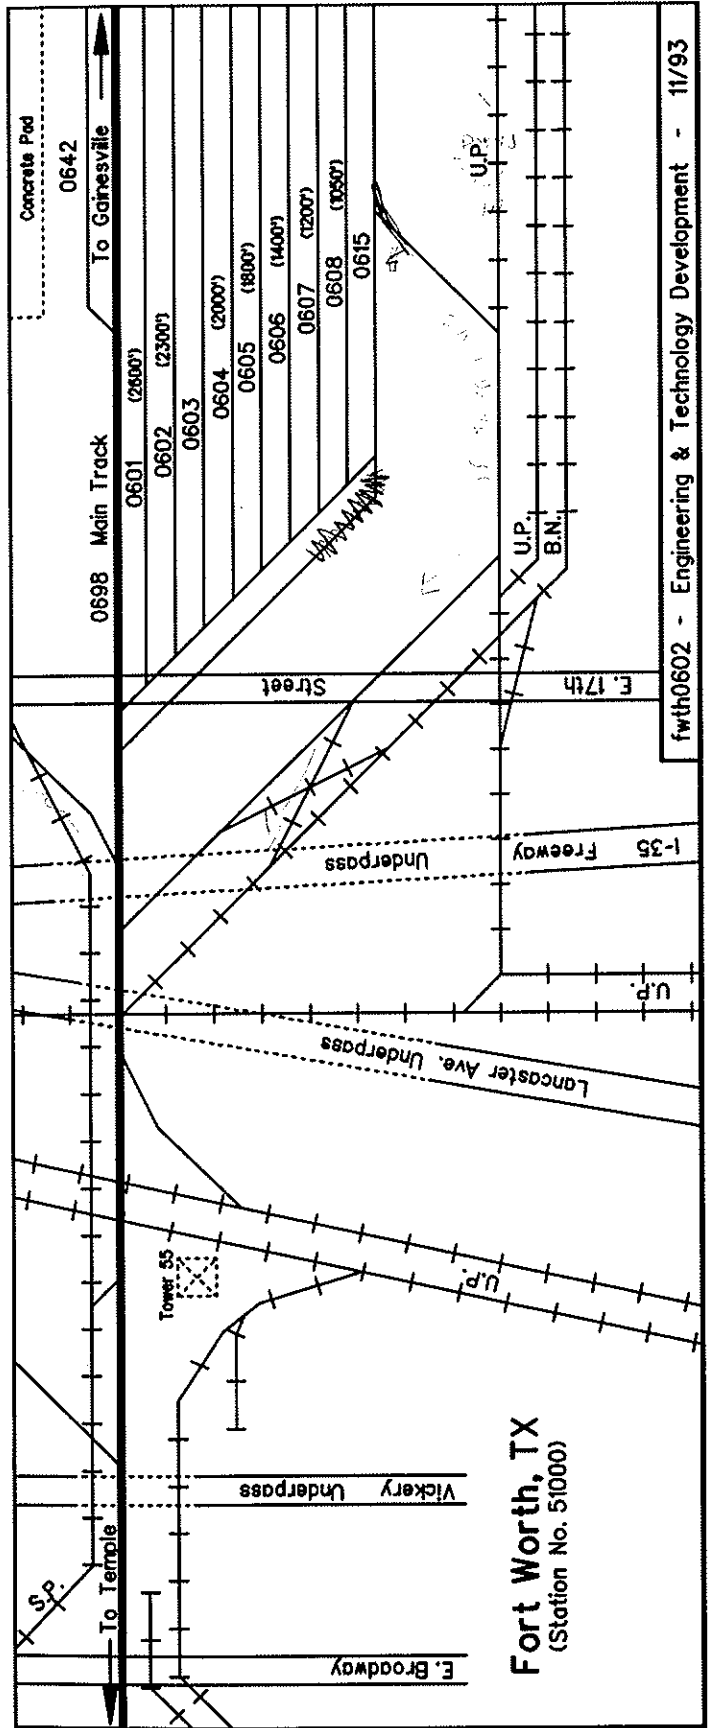 Concrete Pad
0642
To Gainesville
0698 Main Track
0601 (2600')
0602 (2300')
0603
0604 (2000')
0605 (1800')
0606 (1400')
0607 (1200')
0608 (1050')
0615
U.P.
U.P.
B.N.
E. 17th Street
I-35 Freeway Underpass
U.P.
Lancaster Ave. Underpass
Tower 55
U.P.
Vickery Underpass
S.P.
To Temple
E. Broadway
Fort Worth, TX
(Station No. 51000)
fwth0602 - Engineering & Technology Development - 11/93